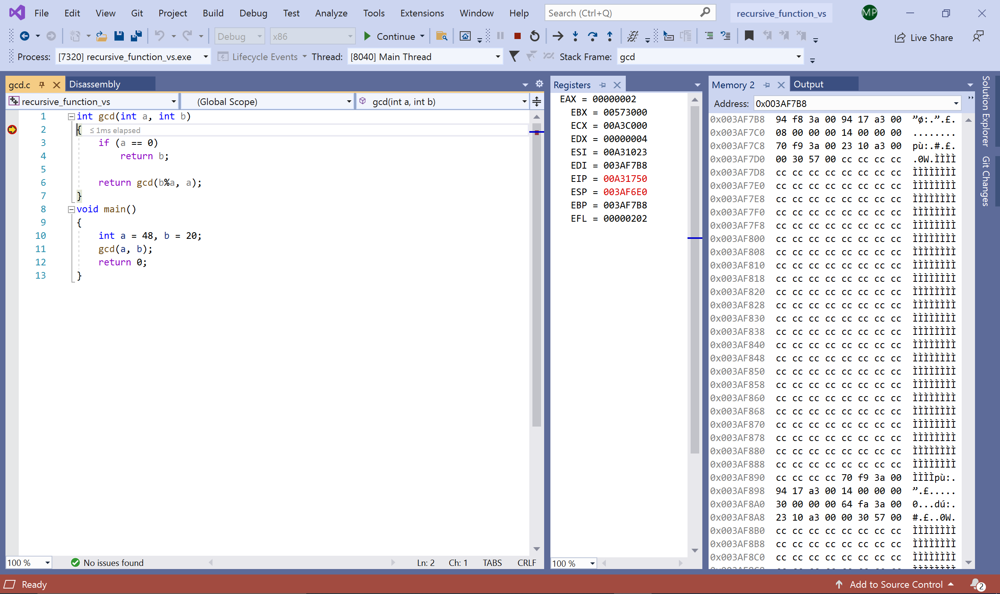 File Edit View Git Project Build Debug Test Analyze Tools Extensions Window Help Search (Ctrl+Q) recursive_function_vs MP
Debug x86 Continue Live Share
Process: [7320] recursive_function_vs.exe Lifecycle Events Thread: [8040] Main Thread Stack Frame: gcd
gcd.c Disassembly
recursive_function_vs (Global Scope) gcd(int a, int b)
1 int gcd(int a, int b)
2 { ≤ 1ms elapsed
3 if (a == 0)
4 return b;
5
6 return gcd(b%a, a);
7 }
8 void main()
9 {
10 int a = 48, b = 20;
11 gcd(a, b);
12 return 0;
13 }
100 % No issues found Ln: 2 Ch: 1 TABS CRLF
Registers
EAX = 00000002
EBX = 00573000
ECX = 00A3C000
EDX = 00000004
ESI = 00A31023
EDI = 003AF7B8
EIP = 00A31750
ESP = 003AF6E0
EBP = 003AF7B8
EFL = 00000202
100 %
Memory 2 Output
Address: 0x003AF7B8
0x003AF7B8 94 f8 3a 00 94 17 a3 00 ”ø:.”.£.
0x003AF7C0 08 00 00 00 14 00 00 00 ........
0x003AF7C8 70 f9 3a 00 23 10 a3 00 pù:.#.£.
0x003AF7D0 00 30 57 00 cc cc cc cc .0W.ÌÌÌÌ
0x003AF7D8 cc cc cc cc cc cc cc cc ÌÌÌÌÌÌÌÌ
0x003AF7E0 cc cc cc cc cc cc cc cc ÌÌÌÌÌÌÌÌ
0x003AF7E8 cc cc cc cc cc cc cc cc ÌÌÌÌÌÌÌÌ
0x003AF7F0 cc cc cc cc cc cc cc cc ÌÌÌÌÌÌÌÌ
0x003AF7F8 cc cc cc cc cc cc cc cc ÌÌÌÌÌÌÌÌ
0x003AF800 cc cc cc cc cc cc cc cc ÌÌÌÌÌÌÌÌ
0x003AF808 cc cc cc cc cc cc cc cc ÌÌÌÌÌÌÌÌ
0x003AF810 cc cc cc cc cc cc cc cc ÌÌÌÌÌÌÌÌ
0x003AF818 cc cc cc cc cc cc cc cc ÌÌÌÌÌÌÌÌ
0x003AF820 cc cc cc cc cc cc cc cc ÌÌÌÌÌÌÌÌ
0x003AF828 cc cc cc cc cc cc cc cc ÌÌÌÌÌÌÌÌ
0x003AF830 cc cc cc cc cc cc cc cc ÌÌÌÌÌÌÌÌ
0x003AF838 cc cc cc cc cc cc cc cc ÌÌÌÌÌÌÌÌ
0x003AF840 cc cc cc cc cc cc cc cc ÌÌÌÌÌÌÌÌ
0x003AF848 cc cc cc cc cc cc cc cc ÌÌÌÌÌÌÌÌ
0x003AF850 cc cc cc cc cc cc cc cc ÌÌÌÌÌÌÌÌ
0x003AF858 cc cc cc cc cc cc cc cc ÌÌÌÌÌÌÌÌ
0x003AF860 cc cc cc cc cc cc cc cc ÌÌÌÌÌÌÌÌ
0x003AF868 cc cc cc cc cc cc cc cc ÌÌÌÌÌÌÌÌ
0x003AF870 cc cc cc cc cc cc cc cc ÌÌÌÌÌÌÌÌ
0x003AF878 cc cc cc cc cc cc cc cc ÌÌÌÌÌÌÌÌ
0x003AF880 cc cc cc cc cc cc cc cc ÌÌÌÌÌÌÌÌ
0x003AF888 cc cc cc cc cc cc cc cc ÌÌÌÌÌÌÌÌ
0x003AF890 cc cc cc cc 70 f9 3a 00 ÌÌÌÌpù:.
0x003AF898 94 17 a3 00 14 00 00 00 ”.£.....
0x003AF8A0 30 00 00 00 64 fa 3a 00 0...dú:.
0x003AF8A8 23 10 a3 00 00 30 57 00 #.£..0W.
0x003AF8B0 cc cc cc cc cc cc cc cc ÌÌÌÌÌÌÌÌ
0x003AF8B8 cc cc cc cc cc cc cc cc ÌÌÌÌÌÌÌÌ
0x003AF8C0 cc cc cc cc cc cc cc cc ÌÌÌÌÌÌÌÌ
Solution Explorer
Git Changes
Ready Add to Source Control 2